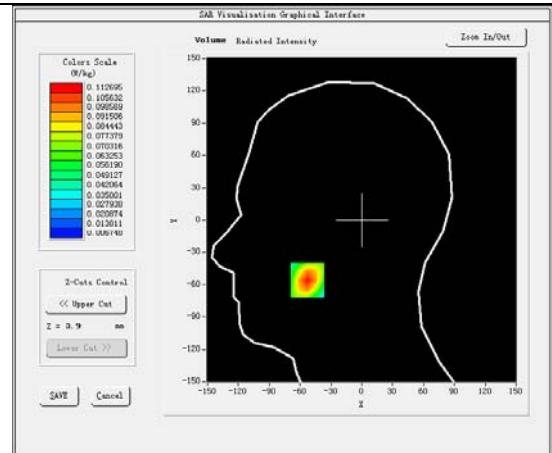 SAR Visualisation Graphical Interface
Volume Radiated Intensity
Zoom In/Out
Colors Scale
(W/kg)
0.112695
0.105632
0.098569
0.091506
0.084443
0.077379
0.070316
0.063253
0.056190
0.049127
0.042064
0.035001
0.027938
0.020874
0.013811
0.006748
150
120
90
60
30
0
-30
-60
-90
-120
-150
Y
-150 -120 -90 -60 -30 0 30 60 90 120 150
X
Z-Cuts Control
<< Upper Cut
Z = 3.9 mm
Lower Cut >>
SAVE Cancel